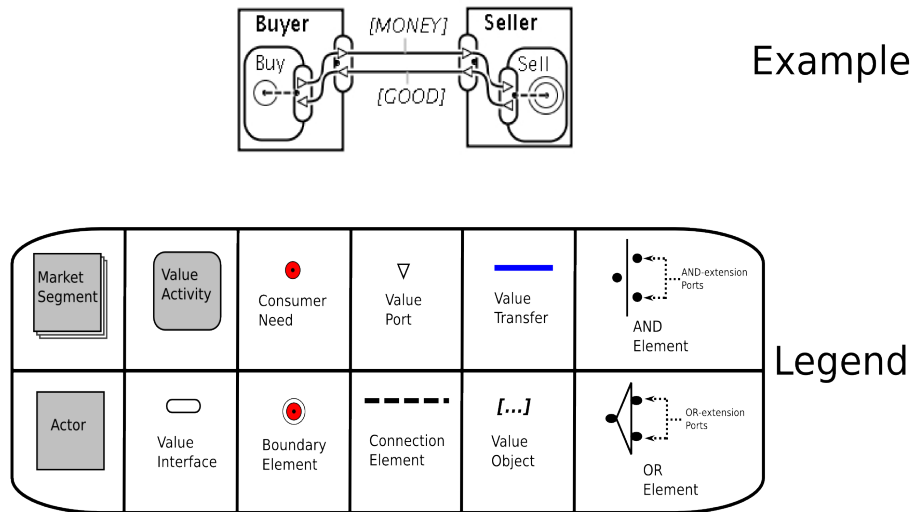 Buyer
[MONEY]
Seller
Example
Buy
Sell
[GOOD]
Market
Segment
Value
Activity
Consumer
Need
Value
Port
Value
Transfer
AND-extension
Ports
AND
Element
Legend
Actor
Value
Interface
Boundary
Element
Connection
Element
[...]
Value
Object
OR-extension
Ports
OR
Element